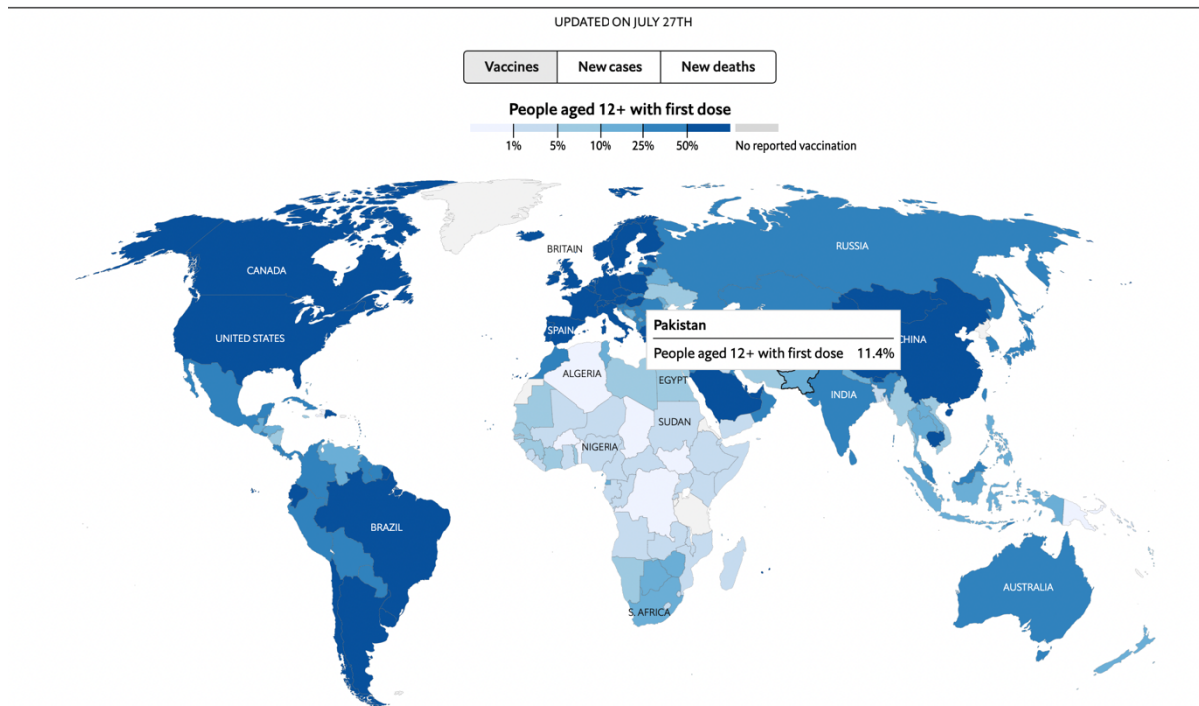 UPDATED ON JULY 27TH
Vaccines New cases New deaths
People aged 12+ with first dose
1% 5% 10% 25% 50% No reported vaccination
BRITAIN
RUSSIA
CANADA
SPAIN
Pakistan
UNITED STATES
CHINA
People aged 12+ with first dose 11.4%
ALGERIA
EGYPT
INDIA
SUDAN
NIGERIA
BRAZIL
AUSTRALIA
S. AFRICA